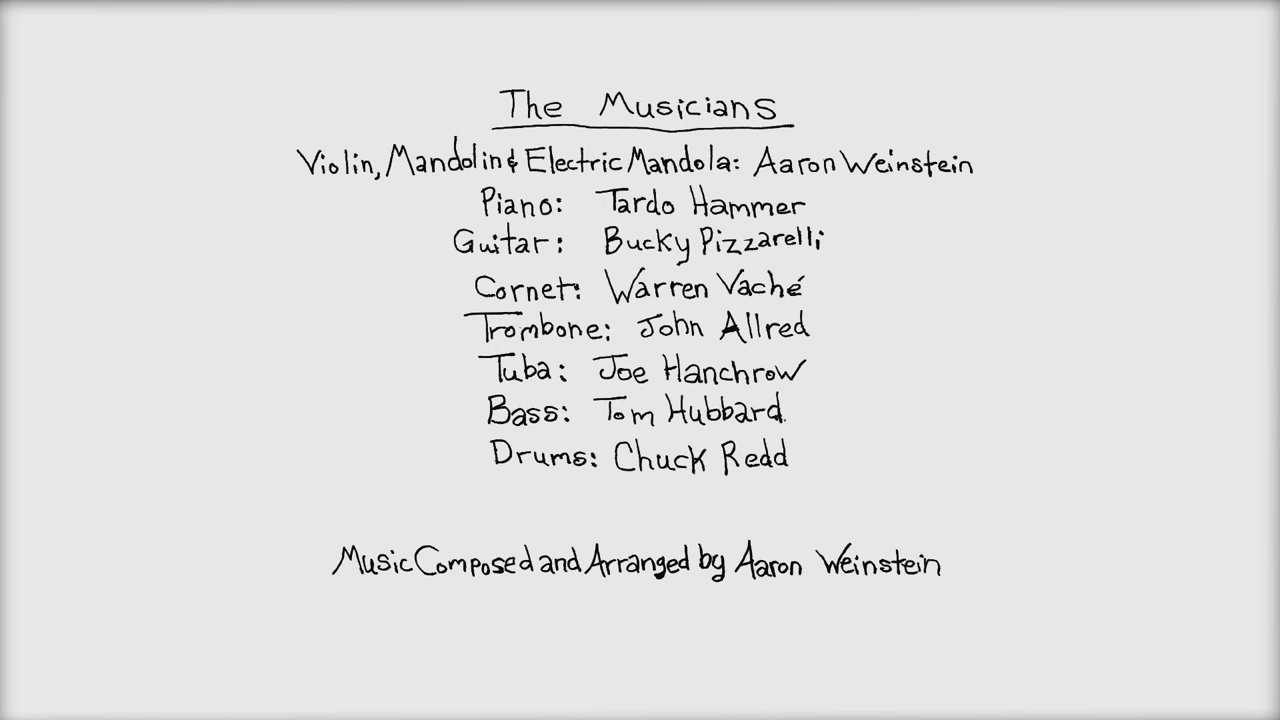 The Musicians
Violin, Mandolin & Electric Mandola: Aaron Weinstein
Piano: Tardo Hammer
Guitar: Bucky Pizzarelli
Cornet: Warren Vaché
Trombone: John Allred
Tuba: Joe Hanchrow
Bass: Tom Hubbard
Drums: Chuck Redd
Music Composed and Arranged by Aaron Weinstein